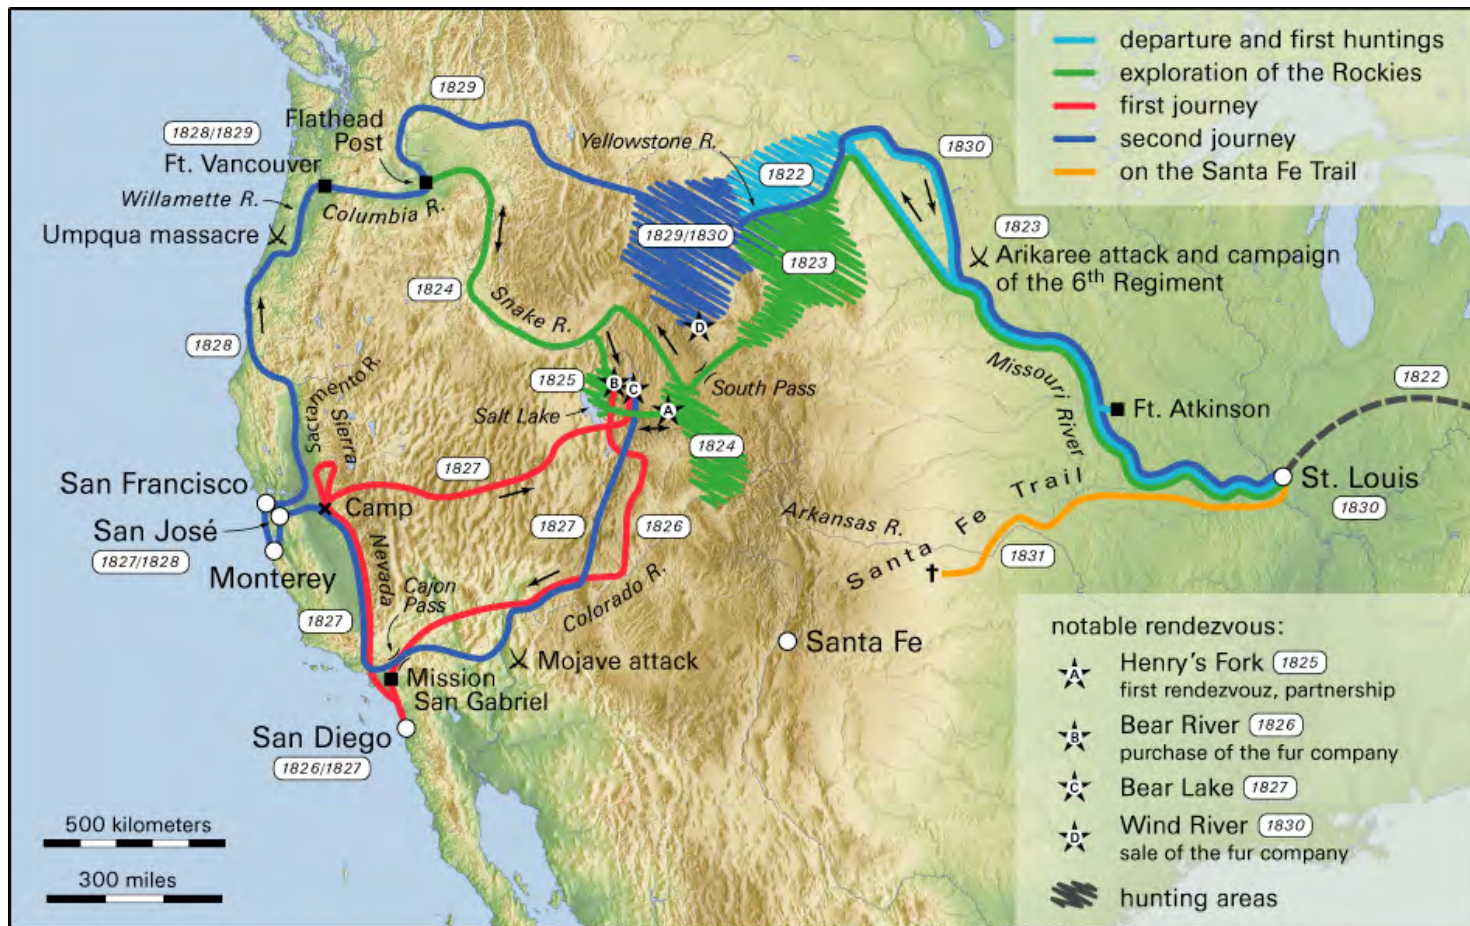 departure and first huntings
exploration of the Rockies
first journey
second journey
on the Santa Fe Trail
1829
1828/1829
Flathead
Post
Ft. Vancouver
Willamette R.
Columbia R.
Umpqua massacre
Yellowstone R.
1822
1830
1829/1830
1823
1823
Arikaree attack and campaign
of the 6th Regiment
1824
Snake R.
D
1828
Sacramento R.
Sierra
Nevada
1825
B
C
A
South Pass
Salt Lake
1824
Missouri River
1822
Ft. Atkinson
St. Louis
1830
San Francisco
San José
1827/1828
Monterey
Camp
1827
1827
1826
Arkansas R.
Santa Fe Trail
1831
1827
Cajon
Pass
Colorado R.
Santa Fe
Mojave attack
Mission
San Gabriel
San Diego
1826/1827
500 kilometers
300 miles
notable rendezvous:
A Henry's Fork 1825
first rendezvouz, partnership
B Bear River 1826
purchase of the fur company
C Bear Lake 1827
D Wind River 1830
sale of the fur company
hunting areas